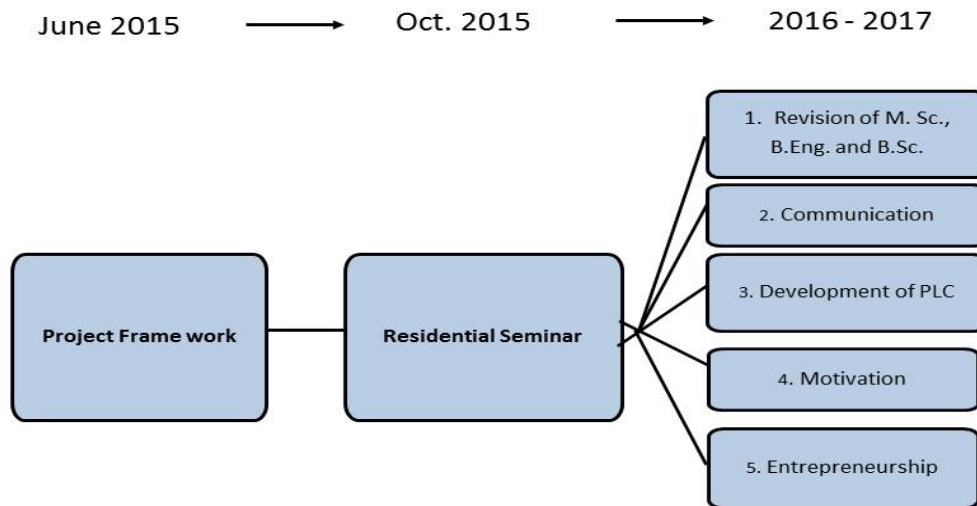 June 2015
Oct. 2015
2016 - 2017
Project Frame work
Residential Seminar
1. Revision of M. Sc.,
B.Eng. and B.Sc.
2. Communication
3. Development of PLC
4. Motivation
5. Entrepreneurship